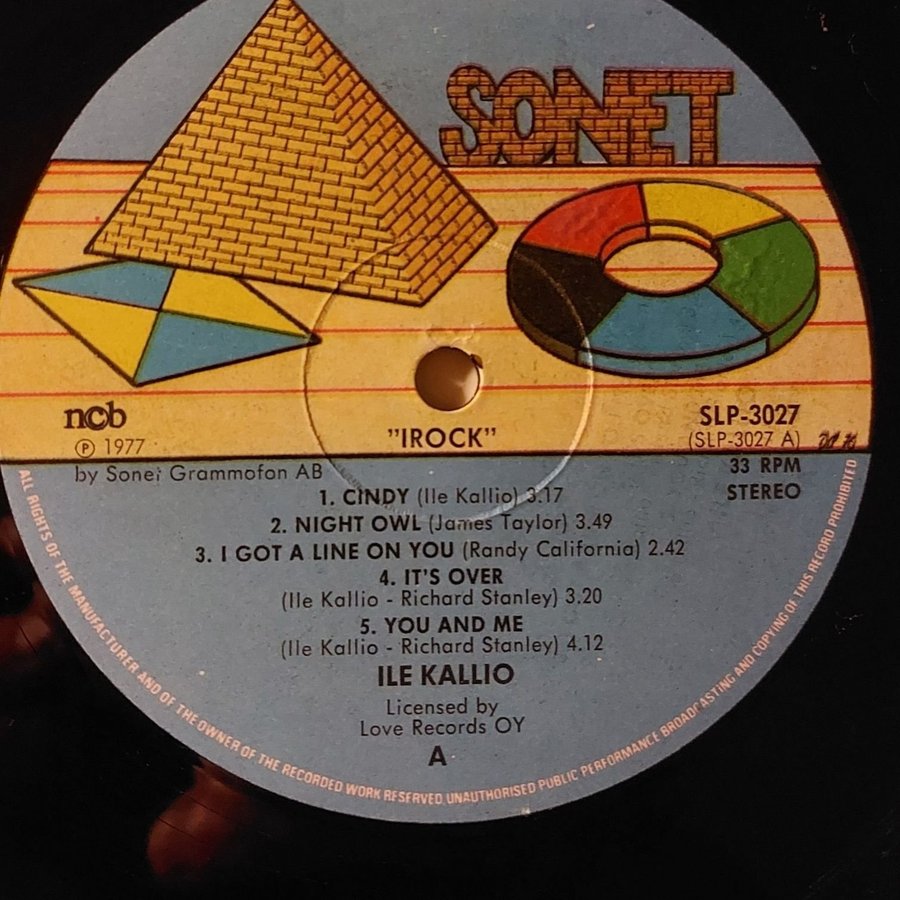 SONET
ncb
℗ 1977
by Sonet Grammofon AB
"IROCK"
SLP-3027
(SLP-3027 A)
33 RPM
STEREO
1. CINDY (Ile Kallio) 3.17
2. NIGHT OWL (James Taylor) 3.49
3. I GOT A LINE ON YOU (Randy California) 2.42
4. IT'S OVER
(Ile Kallio - Richard Stanley) 3.20
5. YOU AND ME
(Ile Kallio - Richard Stanley) 4.12
ILE KALLIO
Licensed by
Love Records OY
A
ALL RIGHTS OF THE MANUFACTURER AND OF THE OWNER OF THE RECORDED WORK RESERVED. UNAUTHORISED PUBLIC PERFORMANCE BROADCASTING AND COPYING OF THIS RECORD PROHIBITED